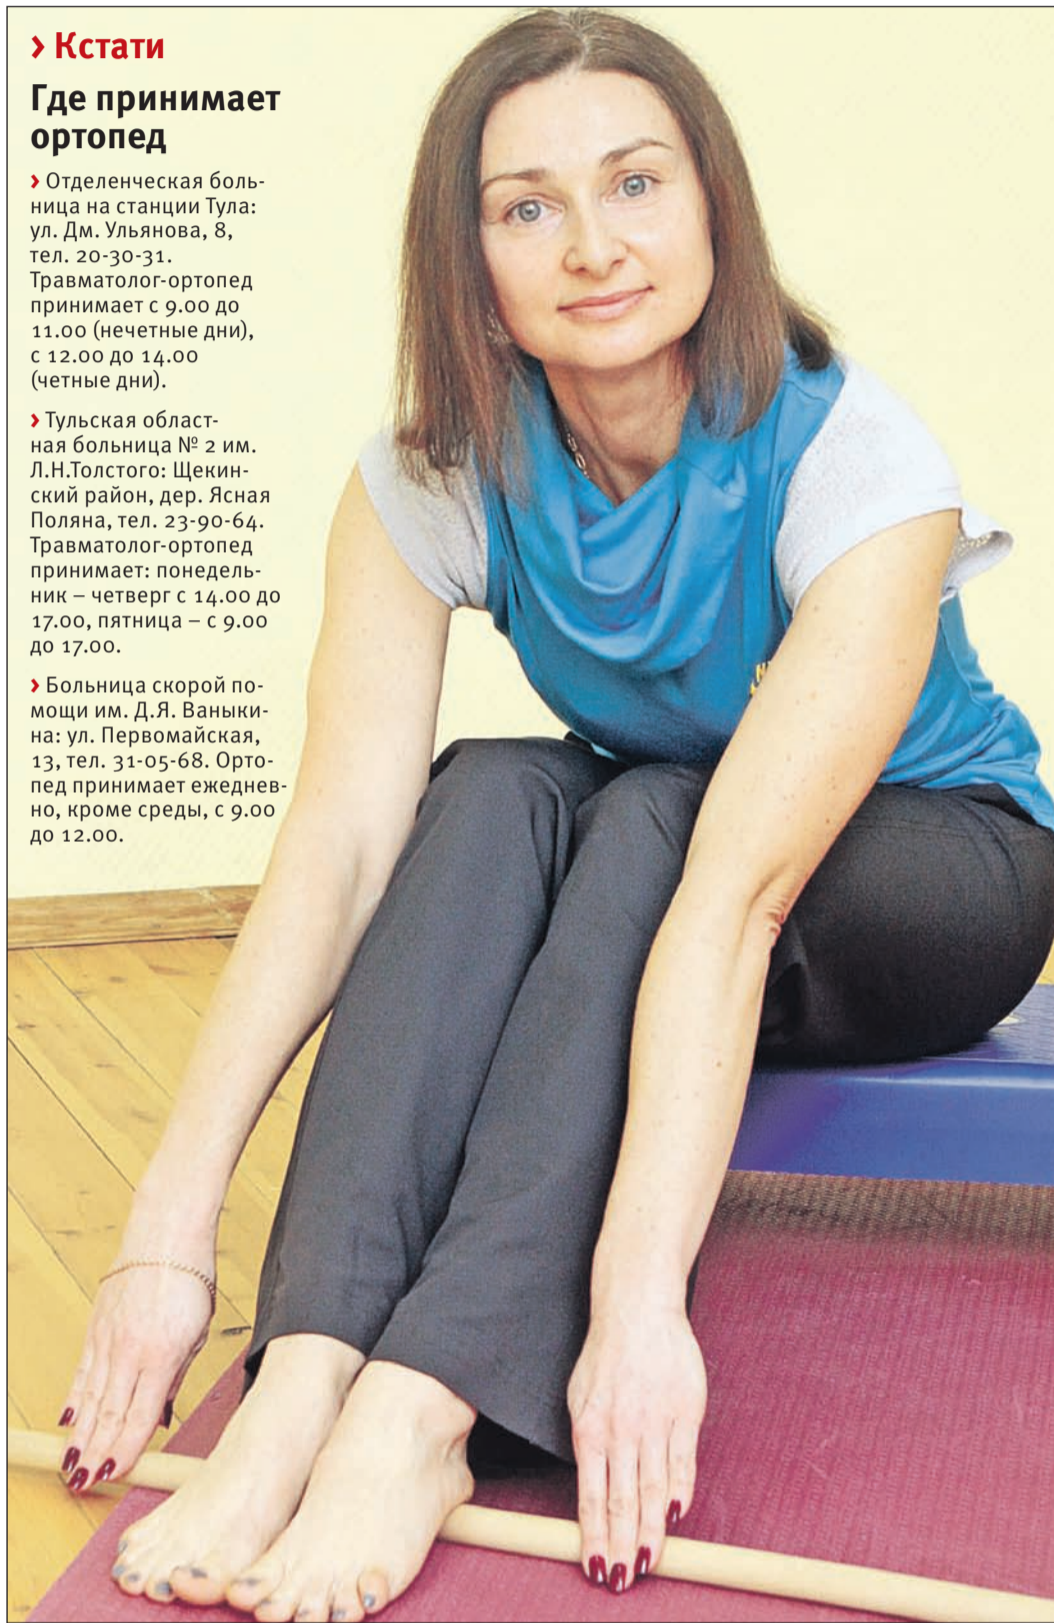 › Кстати
Где принимает
ортопед
› Отделенческая боль-
ница на станции Тула:
ул. Дм. Ульянова, 8,
тел. 20-30-31.
Травматолог-ортопед
принимает с 9.00 до
11.00 (нечетные дни),
с 12.00 до 14.00
(четные дни).
› Тульская област-
ная больница № 2 им.
Л.Н.Толстого: Щекин-
ский район, дер. Ясная
Поляна, тел. 23-90-64.
Травматолог-ортопед
принимает: понедель-
ник – четверг с 14.00 до
17.00, пятница – с 9.00
до 17.00.
› Больница скорой по-
мощи им. Д.Я. Ваныки-
на: ул. Первомайская,
13, тел. 31-05-68. Орто-
пед принимает ежеднев-
но, кроме среды, с 9.00
до 12.00.